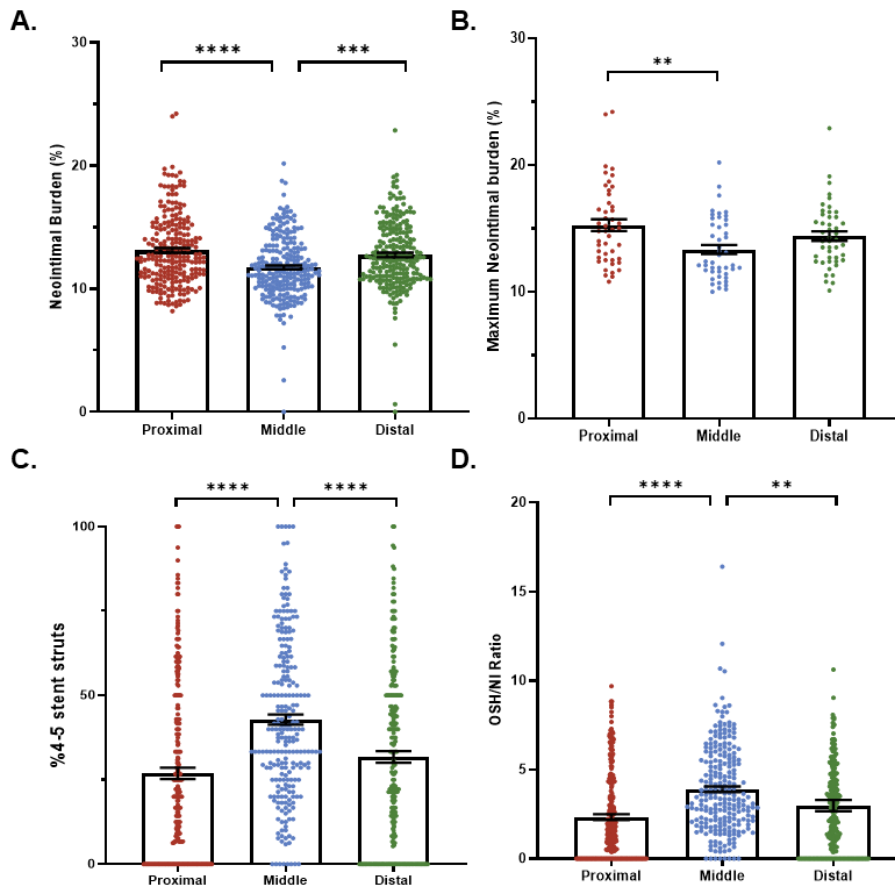 A.
Neointimal Burden (%)
30
20
10
0
**** ***
Proximal Middle Distal
B.
Maximum Neointimal burden (%)
30
20
10
0
**
Proximal Middle Distal
C.
%4-5 stent struts
100
50
0
**** ****
Proximal Middle Distal
D.
OSH/NI Ratio
20
15
10
5
0
**** **
Proximal Middle Distal